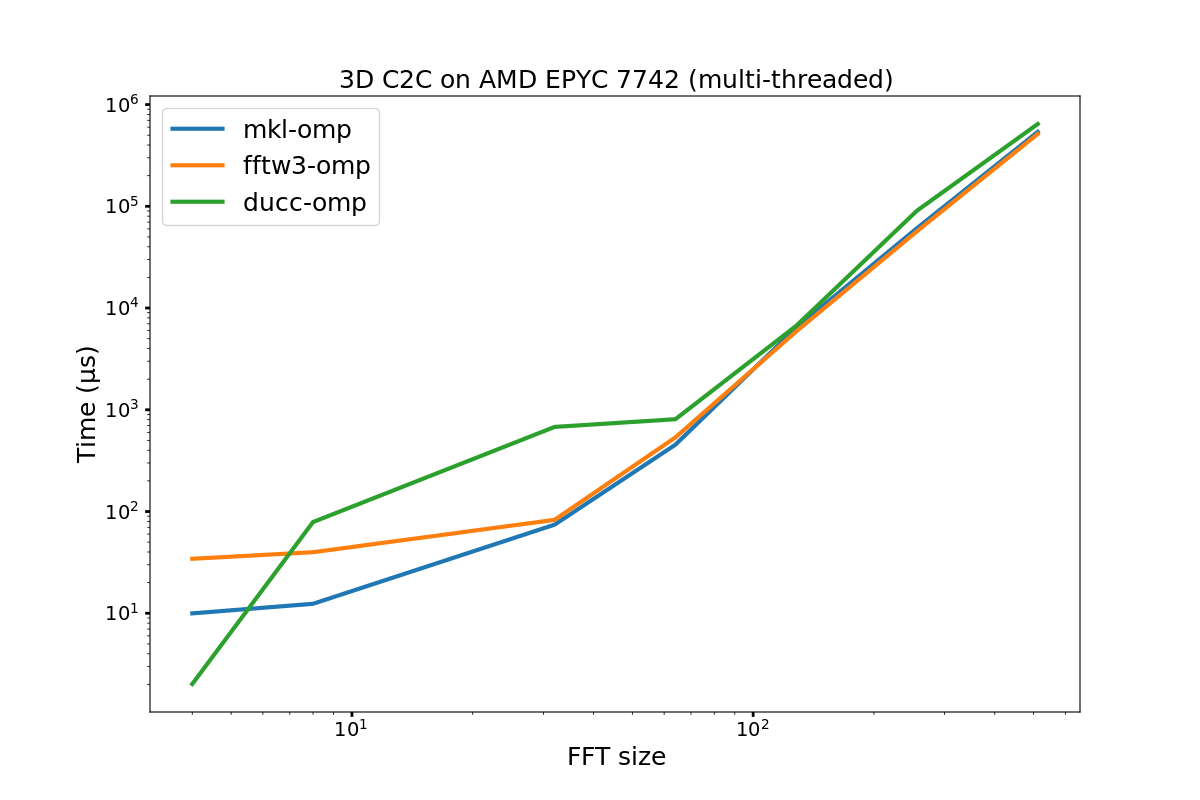 3D C2C on AMD EPYC 7742 (multi-threaded)
10⁶
10⁵
10⁴
10³
10²
10¹
Time (μs)
mkl-omp
fftw3-omp
ducc-omp
10¹
10²
FFT size